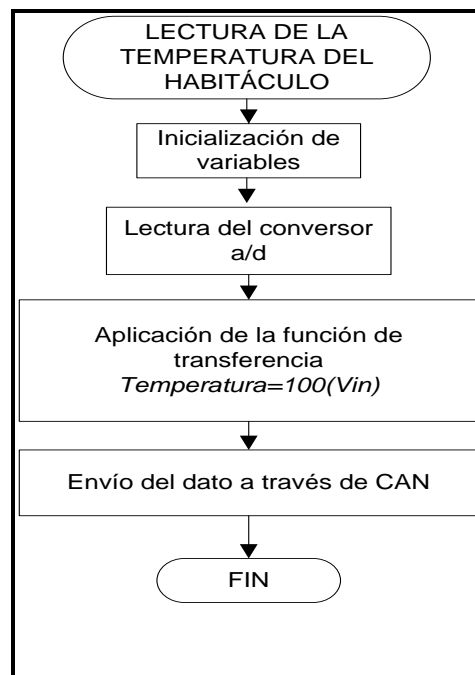 LECTURA DE LA
TEMPERATURA DEL
HABITÁCULO
Inicialización de
variables
Lectura del conversor
a/d
Aplicación de la función de
transferencia
Temperatura=100(Vin)
Envío del dato a través de CAN
FIN